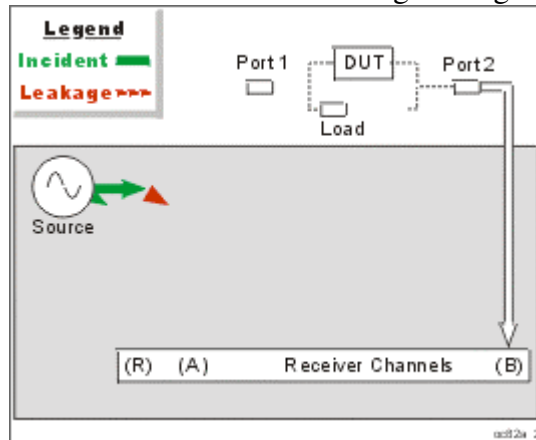 Legend
Incident
Leakage
Port 1
DUT
Port 2
Load
Source
(R) (A) Receiver Channels (B)